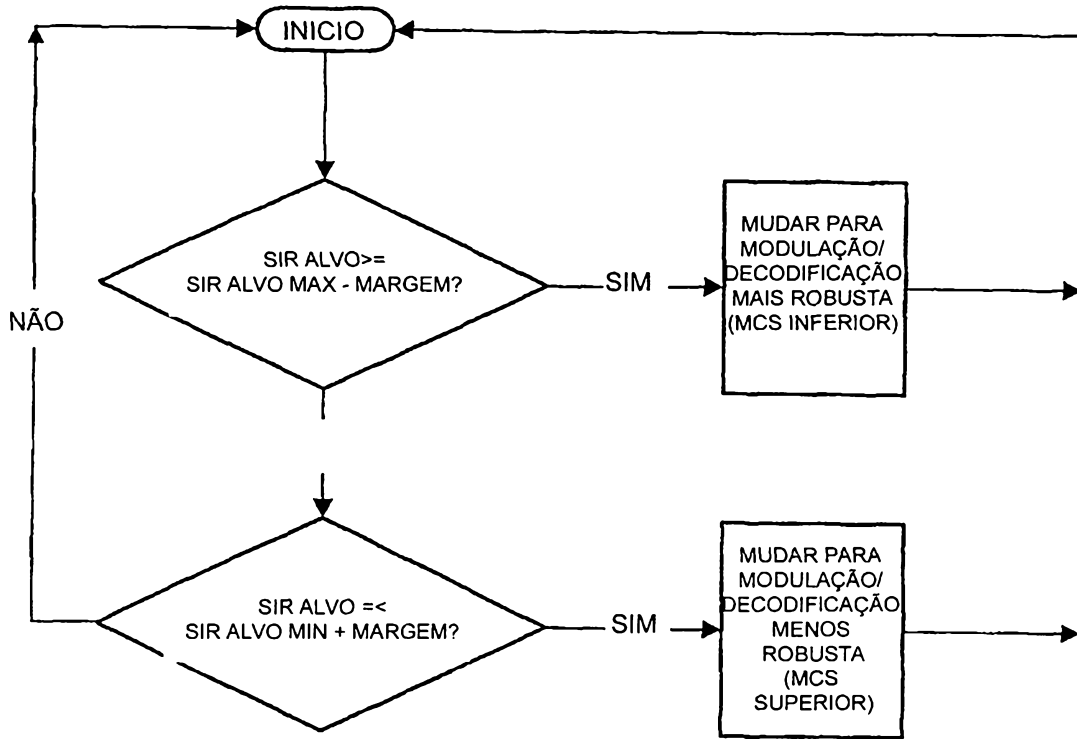 INICIO
SIR ALVO>=
SIR ALVO MAX - MARGEM?
SIM
MUDAR PARA
MODULAÇÃO/
DECODIFICAÇÃO
MAIS ROBUSTA
(MCS INFERIOR)
NÃO
SIR ALVO =<
SIR ALVO MIN + MARGEM?
SIM
MUDAR PARA
MODULAÇÃO/
DECODIFICAÇÃO
MENOS
ROBUSTA
(MCS
SUPERIOR)